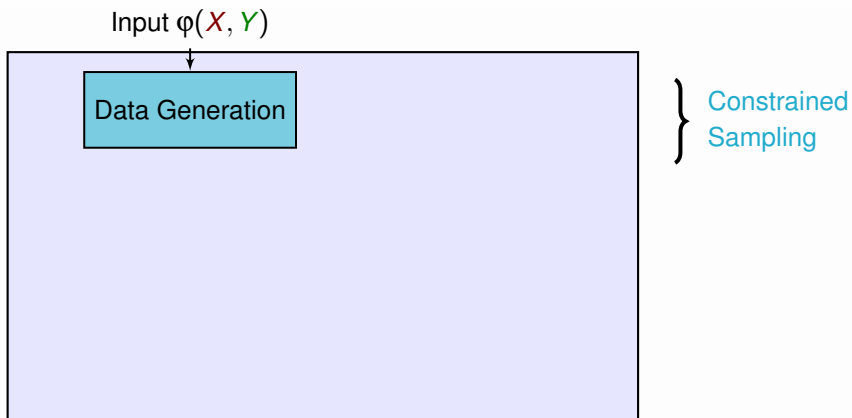 Input φ(X, Y)
Data Generation
Constrained
Sampling